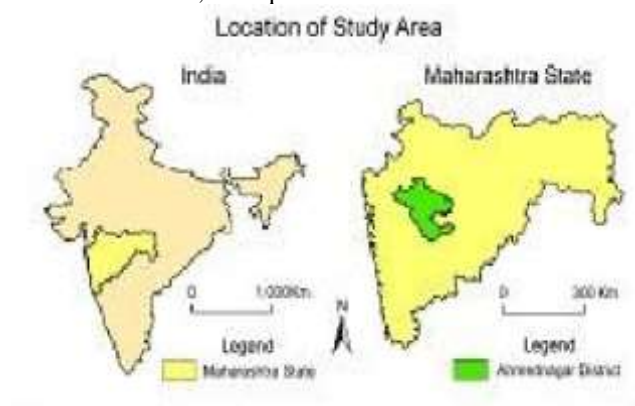 Location of Study Area
India
Maharashtra State
0 1,000Km
N
0 300 Km
Legend
Maharashtra State
Legend
Ahmednagar District